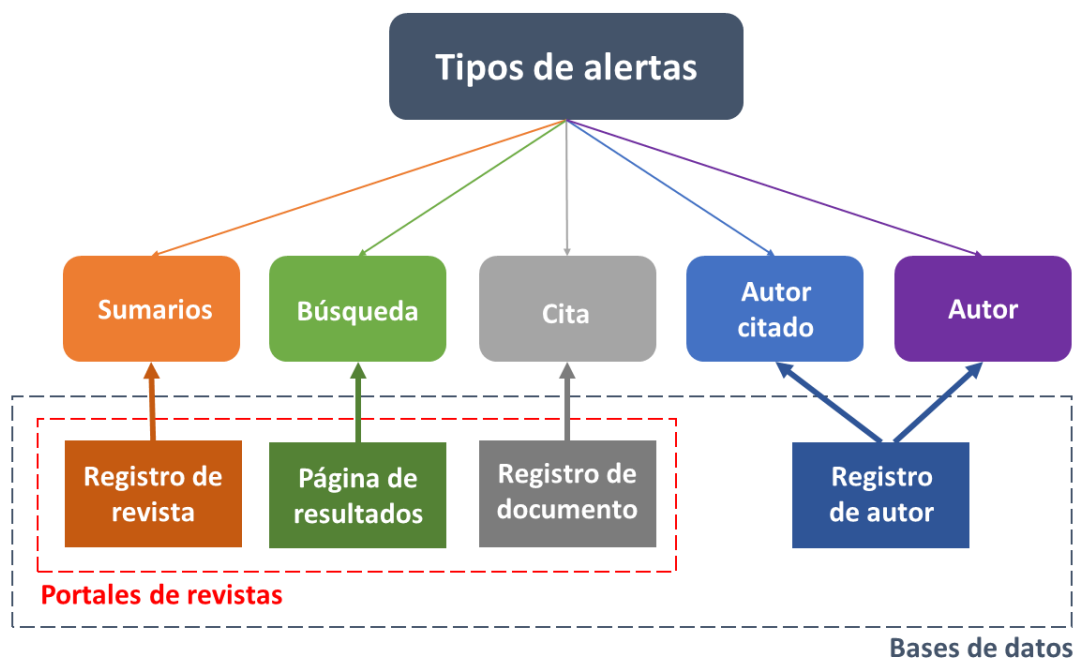 Tipos de alertas
Sumarios
Búsqueda
Cita
Autor
citado
Autor
Registro de
revista
Página de
resultados
Registro de
documento
Registro
de autor
Portales de revistas
Bases de datos